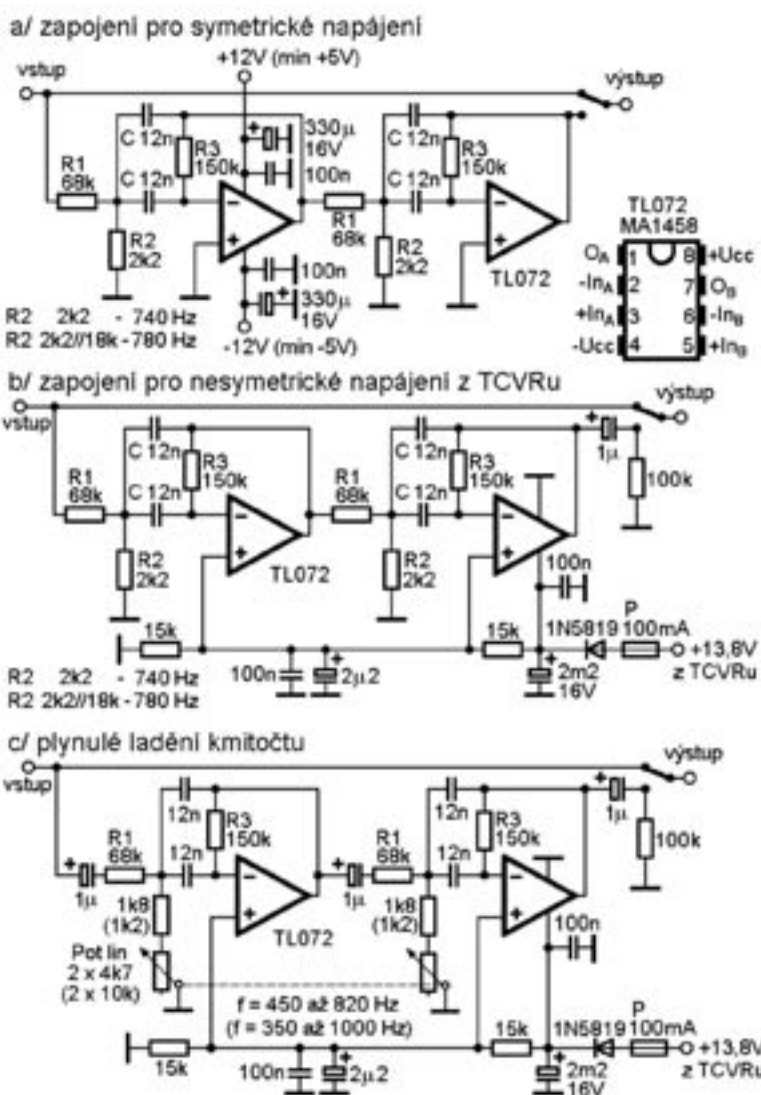 a/ zapojení pro symetrické napájení
+12V (min +5V)
vstup
výstup
C 12n
R3
150k
330µ
16V
100n
C 12n
R3
150k
R1
68k
C 12n
R1
68k
C 12n
R2
2k2
R2
2k2
TL072
100n
330µ
16V
-12V (min -5V)
R2 2k2 - 740 Hz
R2 2k2//18k - 780 Hz
TL072
MA1458
OA 1 8 +Ucc
-InA 2 7 OB
+InA 3 6 -InB
-Ucc 4 5 +InB
b/ zapojení pro nesymetrické napájení z TCVRu
vstup
výstup
C 12n
R3
150k
C 12n
R3
150k
1µ
100k
R1
68k
C 12n
R1
68k
C 12n
R2
2k2
TL072
R2
2k2
100n
15k
15k
1N5819
P
100mA
+13,8V
z TCVRu
100n
2µ2
2m2
16V
R2 2k2 - 740 Hz
R2 2k2//18k - 780 Hz
c/ plynulé ladění kmitočtu
vstup
výstup
12n
R3
150k
12n
R3
150k
1µ
100k
R1
68k
12n
R1
68k
12n
1µ
1µ
1k8
(1k2)
TL072
1k8
(1k2)
100n
Pot lin
2 x 4k7
(2 x 10k)
f = 450 až 820 Hz
(f = 350 až 1000 Hz)
15k
15k
1N5819
P
100mA
+13,8V
z TCVRu
100n
2µ2
2m2
16V